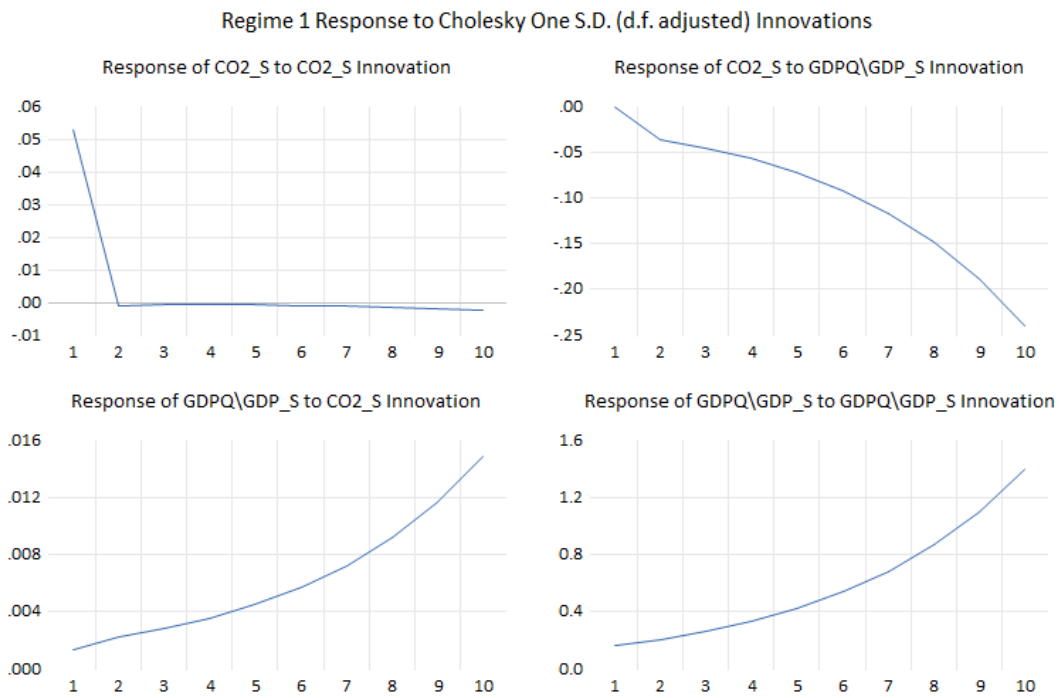 Regime 1 Response to Cholesky One S.D. (d.f. adjusted) Innovations
Response of CO2_S to CO2_S Innovation
.06
.05
.04
.03
.02
.01
.00
-.01
1 2 3 4 5 6 7 8 9 10
Response of CO2_S to GDPQ\GDP_S Innovation
.00
-.05
-.10
-.15
-.20
-.25
1 2 3 4 5 6 7 8 9 10
Response of GDPQ\GDP_S to CO2_S Innovation
.016
.012
.008
.004
.000
1 2 3 4 5 6 7 8 9 10
Response of GDPQ\GDP_S to GDPQ\GDP_S Innovation
1.6
1.2
0.8
0.4
0.0
1 2 3 4 5 6 7 8 9 10